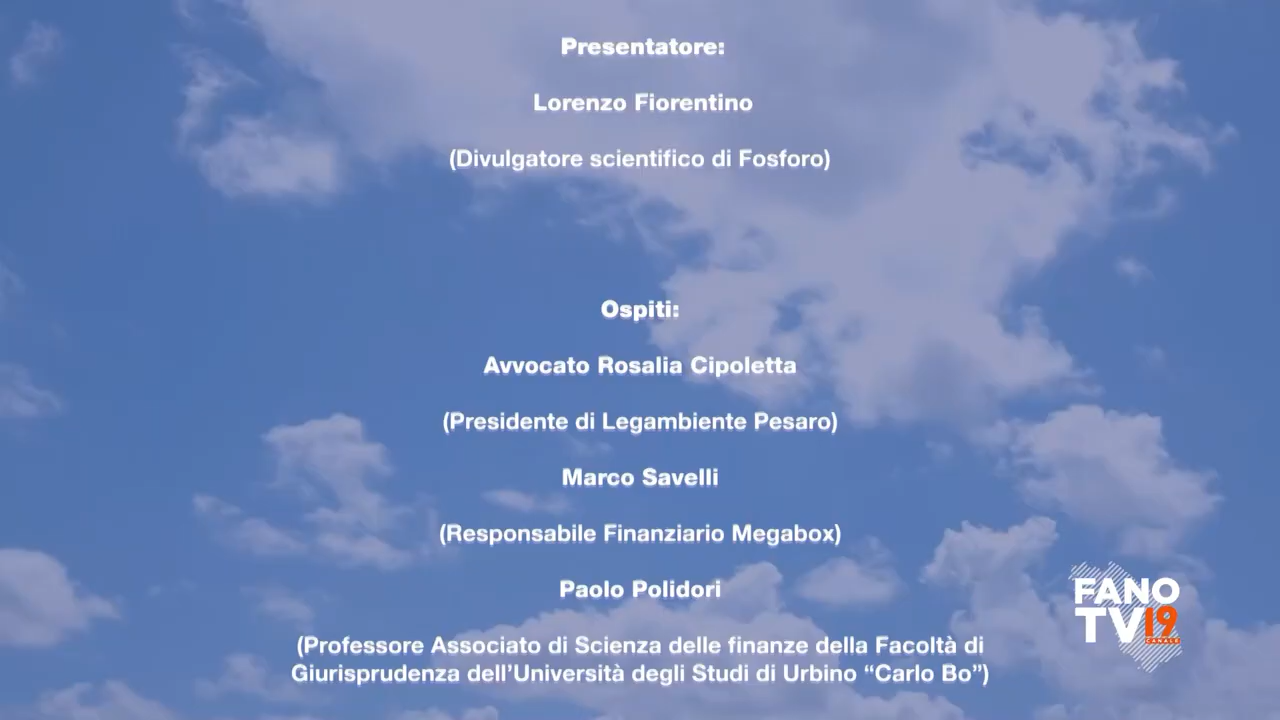 Presentatore:
Lorenzo Fiorentino
(Divulgatore scientifico di Fosforo)
Ospiti:
Avvocato Rosalia Cipoletta
(Presidente di Legambiente Pesaro)
Marco Savelli
(Responsabile Finanziario Megabox)
Paolo Polidori
(Professore Associato di Scienza delle finanze della Facoltà di
Giurisprudenza dell'Università degli Studi di Urbino “Carlo Bo”)
FANO
TV19
CANALE